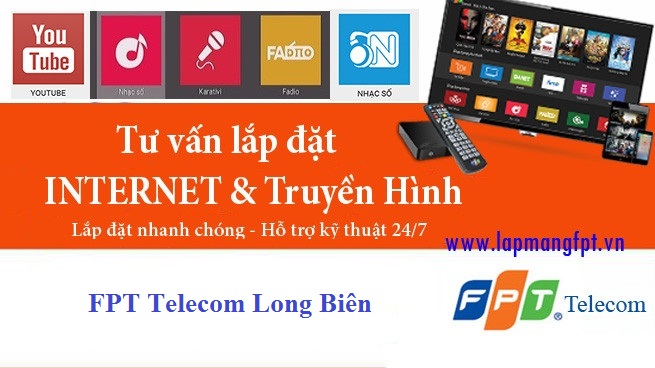 You
Tube
YOUTUBE
Nhạc số
Karativi
FADIO
Fadio
ON
NHẠC SỐ
Tư vấn lắp đặt
INTERNET & Truyền Hình
Lắp đặt nhanh chóng - Hỗ trợ kỹ thuật 24/7
www.lapmangfpt.vn
FPT Telecom Long Biên
FPT® Telecom